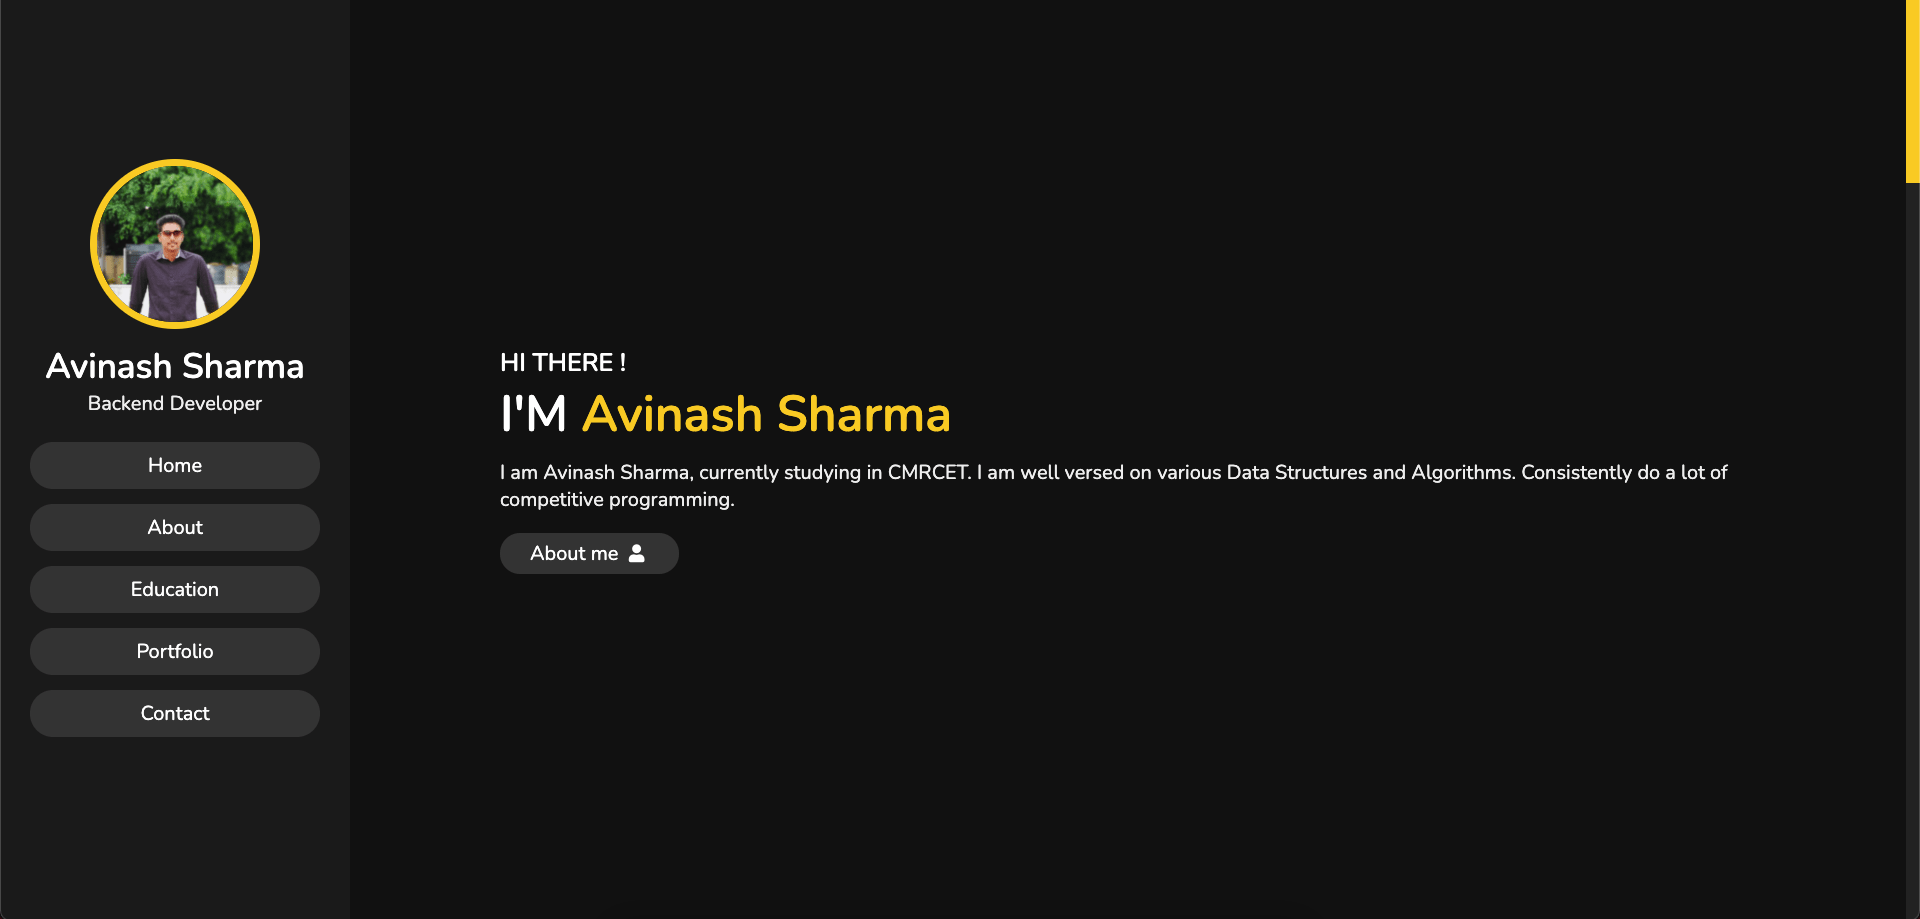 Avinash Sharma
Backend Developer
Home
About
Education
Portfolio
Contact
HI THERE !
I'M Avinash Sharma
I am Avinash Sharma, currently studying in CMRCET. I am well versed on various Data Structures and Algorithms. Consistently do a lot of
competitive programming.
About me